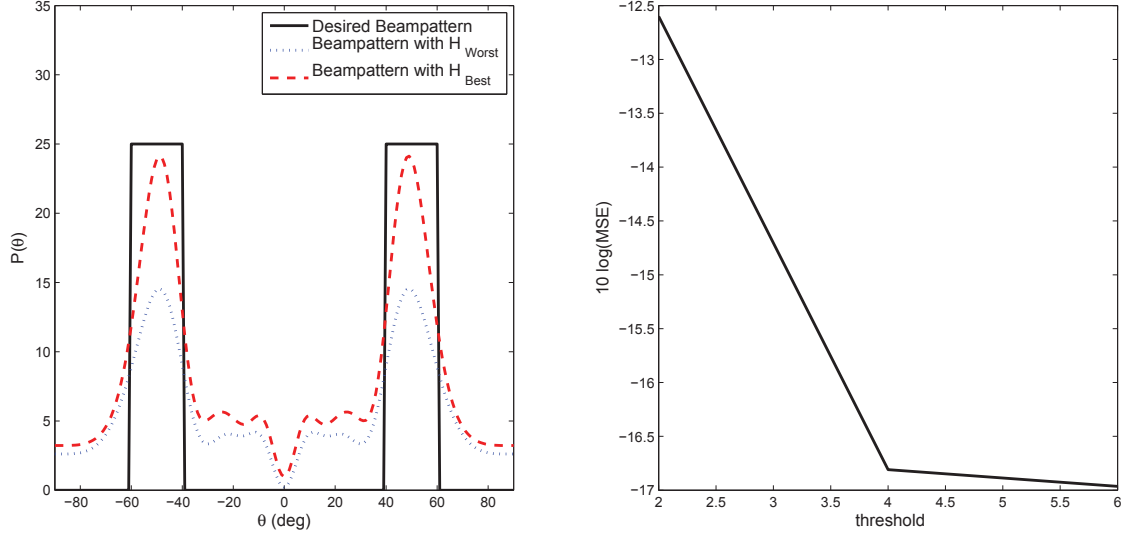 35
30
25
20
15
10
5
0
P(θ)
Desired Beampattern
Beampattern with H Worst
Beampattern with H Best
−80 −60 −40 −20 0 20 40 60 80
θ (deg)
−12.5
−13
−13.5
−14
−14.5
−15
−15.5
−16
−16.5
−17
10 log(MSE)
2 2.5 3 3.5 4 4.5 5 5.5 6
threshold